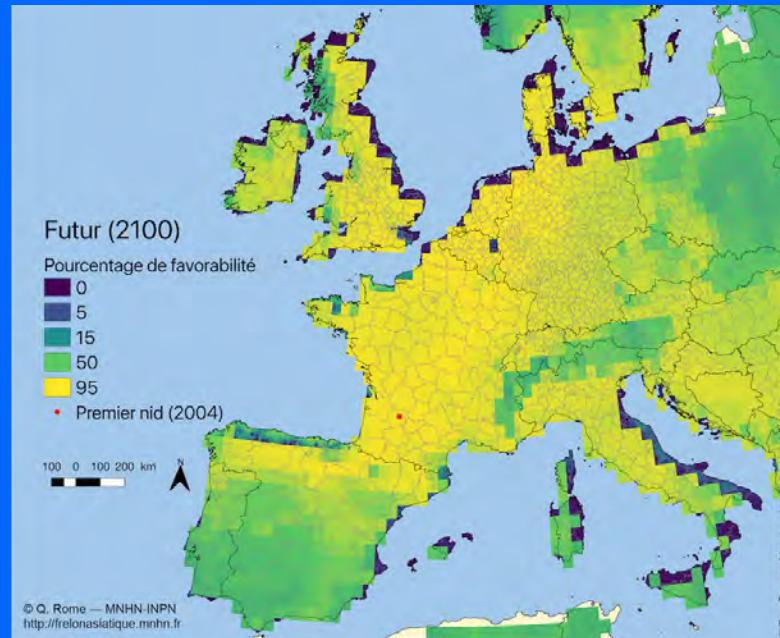 Futur (2100)
Pourcentage de favorabilité
0
5
15
50
95
Premier nid (2004)
100 0 100 200 km
N
© Q. Rome — MNHN-INPN
http://frelonasiatique.mnhn.fr